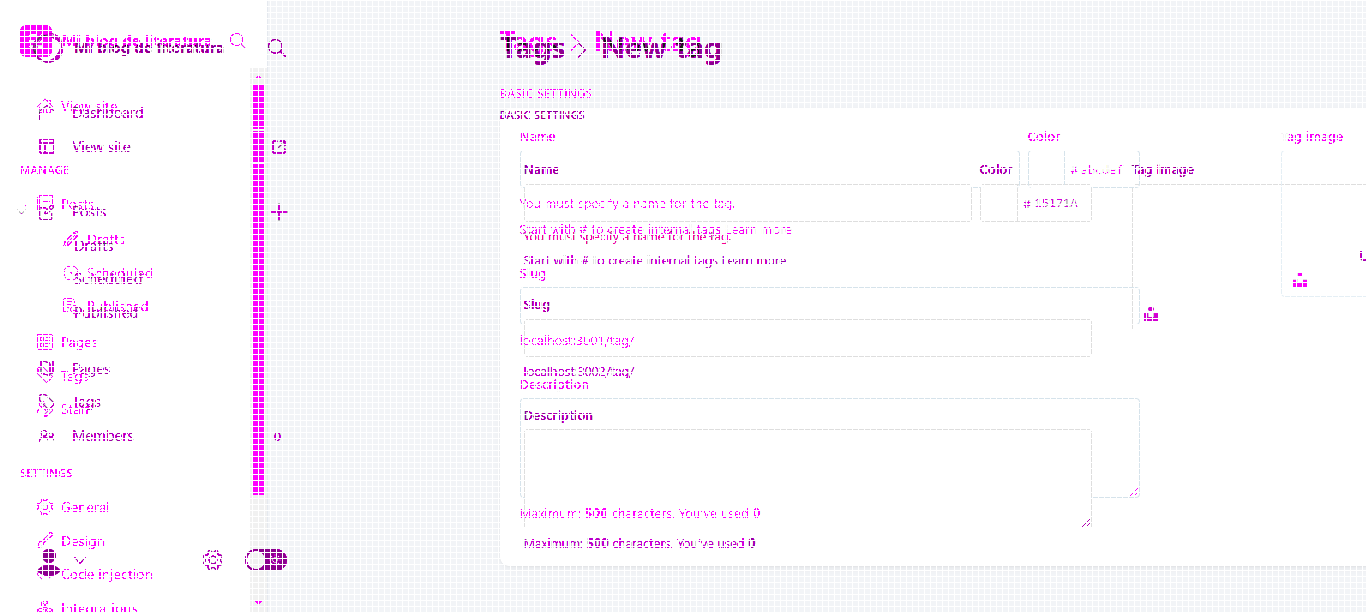 Mi blog de literatura
Mi blog de literatura
Tags > New tag
Tags New tag
View site
Dashboard
View site
MANAGE
Posts
Posts
Drafts
Drafts
Scheduled
Scheduled
Published
Published
Pages
Pages
Tags
Tags
Staff
Members 0
SETTINGS
General
Design
Code injection
Integrations
BASIC SETTINGS
BASIC SETTINGS
Name Color ag image
Name Color # abcdef Tag image
You must specify a name for the tag. # 15171A
Start with # to create internal tags Learn more
You must specify a name for the tag.
Start with # to create internal tags Learn more
Slug
Slug
localhost:3001/tag/
localhost:3002/tag/
Description
Description
Maximum: 500 characters. You've used 0
Maximum: 500 characters. You've used 0